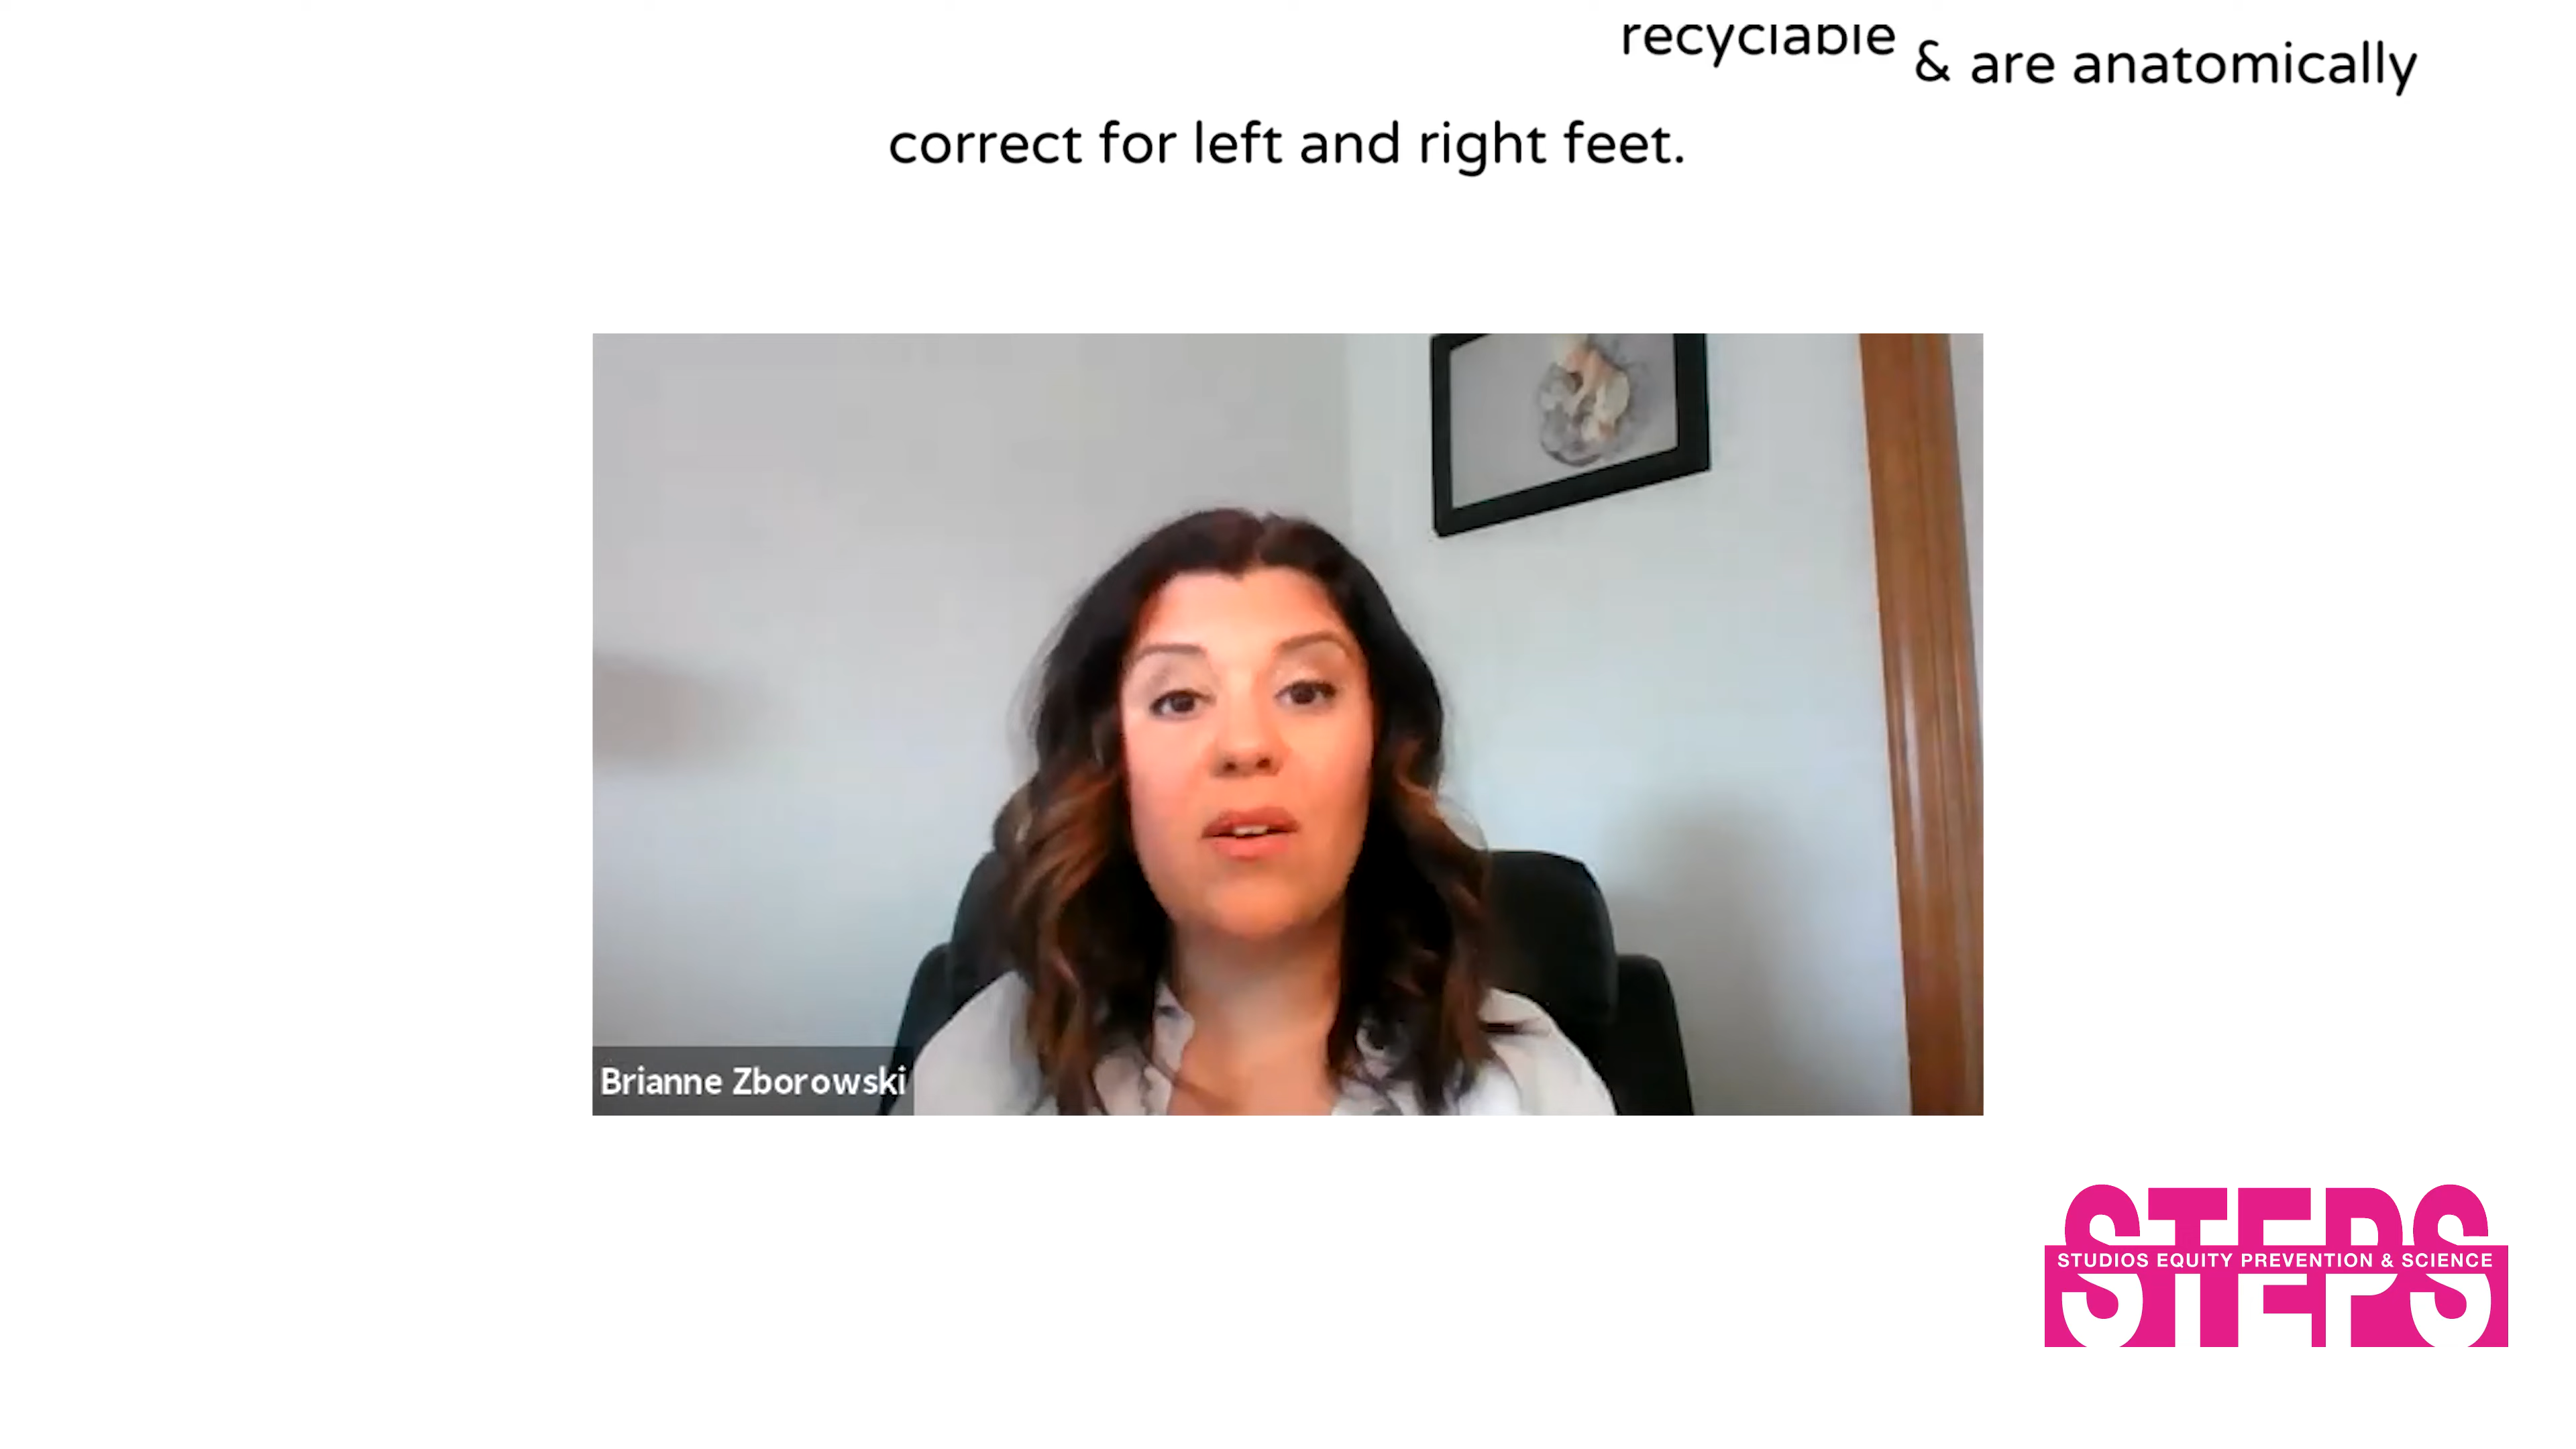 recyclable & are anatomically
correct for left and right feet.
Brianne Zborowski
STEPS
STUDIOS EQUITY PREVENTION & SCIENCE